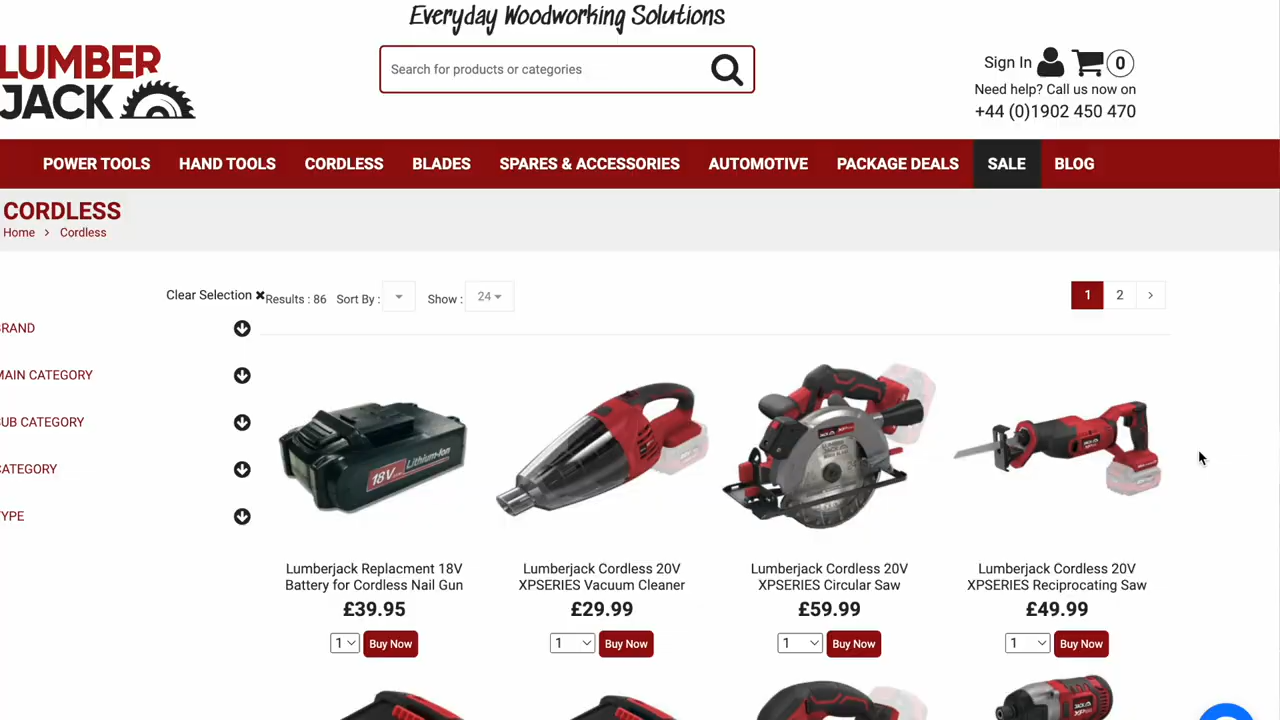 Everyday Woodworking Solutions
LUMBER
JACK
Search for products or categories
Sign In
0
Need help? Call us now on
+44 (0)1902 450 470
POWER TOOLS
HAND TOOLS
CORDLESS
BLADES
SPARES & ACCESSORIES
AUTOMOTIVE
PACKAGE DEALS
SALE
BLOG
CORDLESS
Home > Cordless
Clear Selection ✖
Results : 86 Sort By :
Show : 24
1 2 >
RAND
MAIN CATEGORY
UB CATEGORY
ATEGORY
YPE
18V Lithium-Ion
Lumberjack Replacment 18V
Battery for Cordless Nail Gun
£39.95
1 Buy Now
Lumberjack Cordless 20V
XPSERIES Vacuum Cleaner
£29.99
1 Buy Now
Lumberjack Cordless 20V
XPSERIES Circular Saw
£59.99
1 Buy Now
Lumberjack Cordless 20V
XPSERIES Reciprocating Saw
£49.99
1 Buy Now